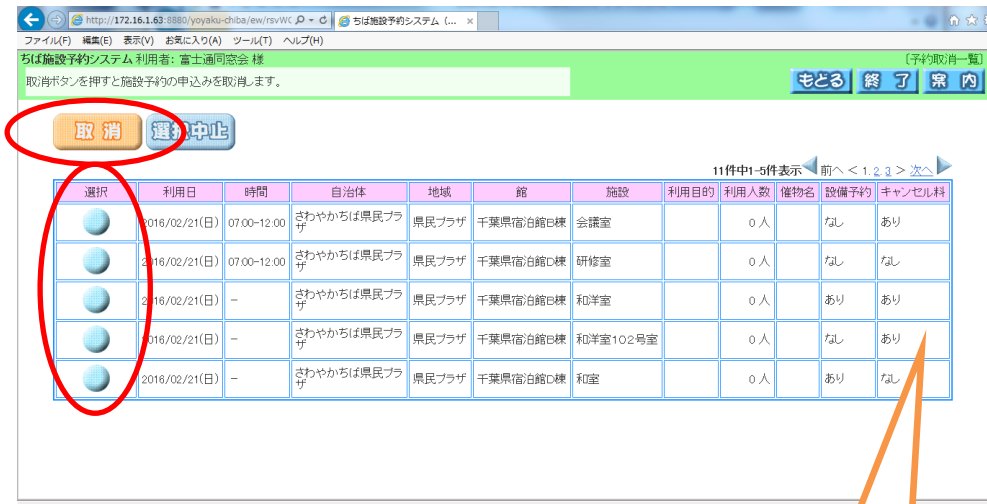 http://172.16.1.63:8880/yoyaku-chiba/ew/rsvWC
ちば施設予約システム (... ×
ファイル(F) 編集(E) 表示(V) お気に入り(A) ツール(T) ヘルプ(H)
ちば施設予約システム 利用者: 富士通同窓会 様 [予約取消一覧]
取消ボタンを押すと施設予約の申込みを取消します。
もどる 終了 案内
取消 選択中止
11件中1-5件表示 前へ < 1. 2 3 > 次へ
選択 利用日 時間 自治体 地域 館 施設 利用目的 利用人数 催物名 設備予約 キャンセル料
2016/02/21(日) 07:00-12:00 さわやかちば県民プラザ 県民プラザ 千葉県宿泊館B棟 会議室 0人 なし あり
2016/02/21(日) 07:00-12:00 さわやかちば県民プラザ 県民プラザ 千葉県宿泊館D棟 研修室 0人 なし なし
2016/02/21(日) - さわやかちば県民プラザ 県民プラザ 千葉県宿泊館B棟 和洋室 0人 あり あり
2016/02/21(日) - さわやかちば県民プラザ 県民プラザ 千葉県宿泊館B棟 和洋室102号室 0人 なし あり
2016/02/21(日) - さわやかちば県民プラザ 県民プラザ 千葉県宿泊館D棟 和室 0人 あり なし